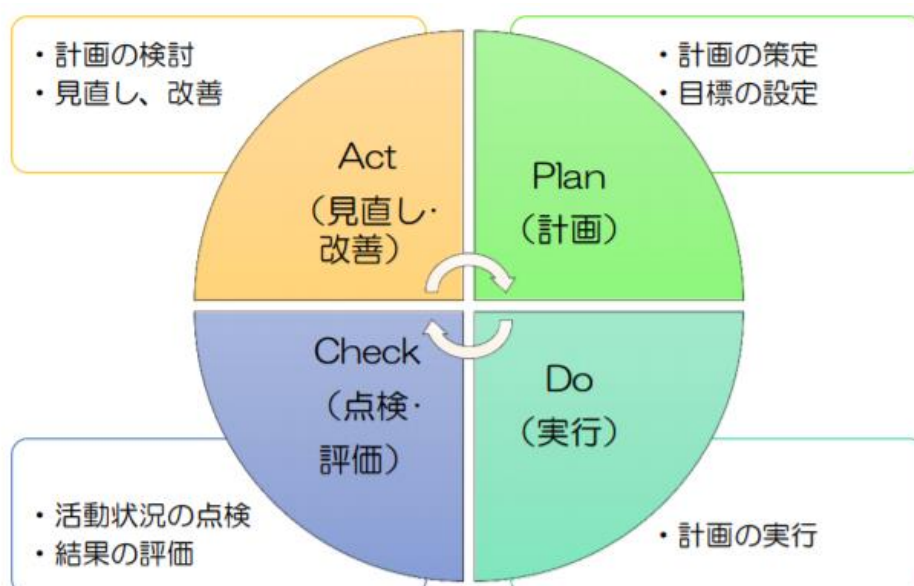 ・計画の検討
・見直し、改善
・計画の策定
・目標の設定
Act
（見直し・
改善）
Plan
（計画）
Check
（点検・
評価）
Do
（実行）
・活動状況の点検
・結果の評価
・計画の実行